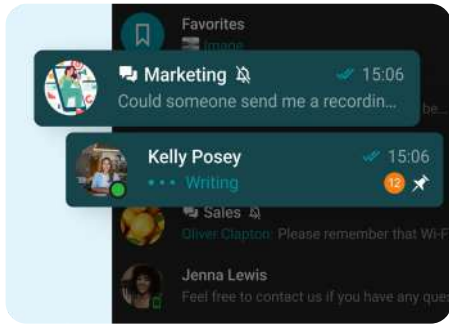 Favorites
Image
Marketing 15:06
Could someone send me a recordin...
be...
Kelly Posey 15:06
Writing 12
Sales
Oliver Clapton: Please remember that Wi-F
Jenna Lewis
Feel free to contact us if you have any que